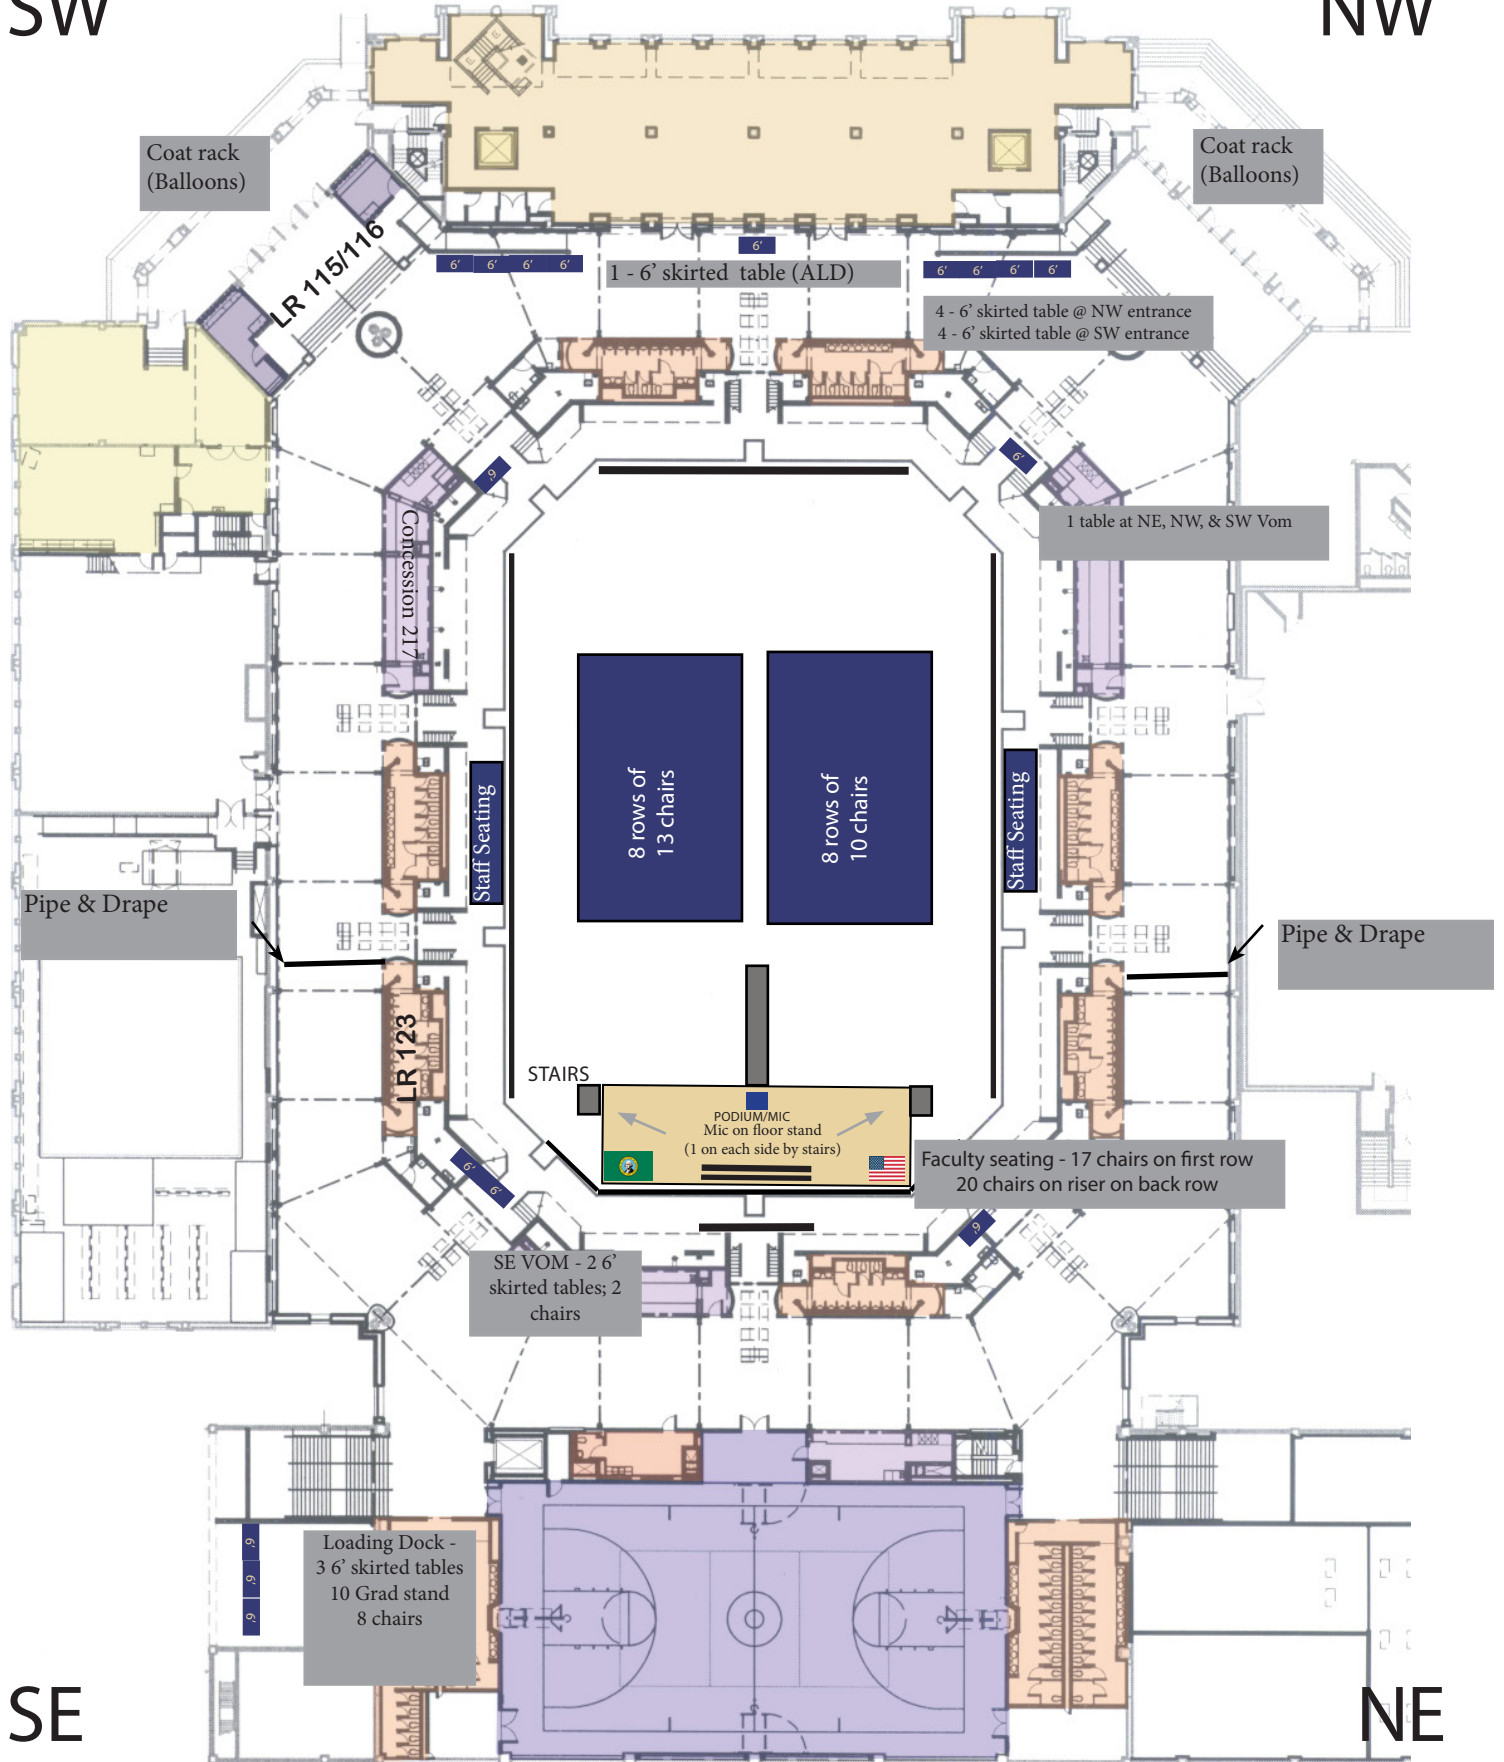 SW
NW
Coat rack
(Balloons)
Coat rack
(Balloons)
LR 115/116
6'
6' 6' 6' 6'
1 - 6' skirted table (ALD)
6' 6' 6' 6'
4 - 6' skirted table @ NW entrance
4 - 6' skirted table @ SW entrance
6'
6'
Concession 217
1 table at NE, NW, & SW Vom
8 rows of
13 chairs
8 rows of
10 chairs
Staff Seating
Staff Seating
Pipe & Drape
Pipe & Drape
LR 123
STAIRS
PODIUM/MIC
Mic on floor stand
(1 on each side by stairs)
Faculty seating - 17 chairs on first row
20 chairs on riser on back row
6'
6'
6'
SE VOM - 2 6'
skirted tables; 2
chairs
6'
6'
6'
Loading Dock -
3 6' skirted tables
10 Grad stand
8 chairs
SE
NE